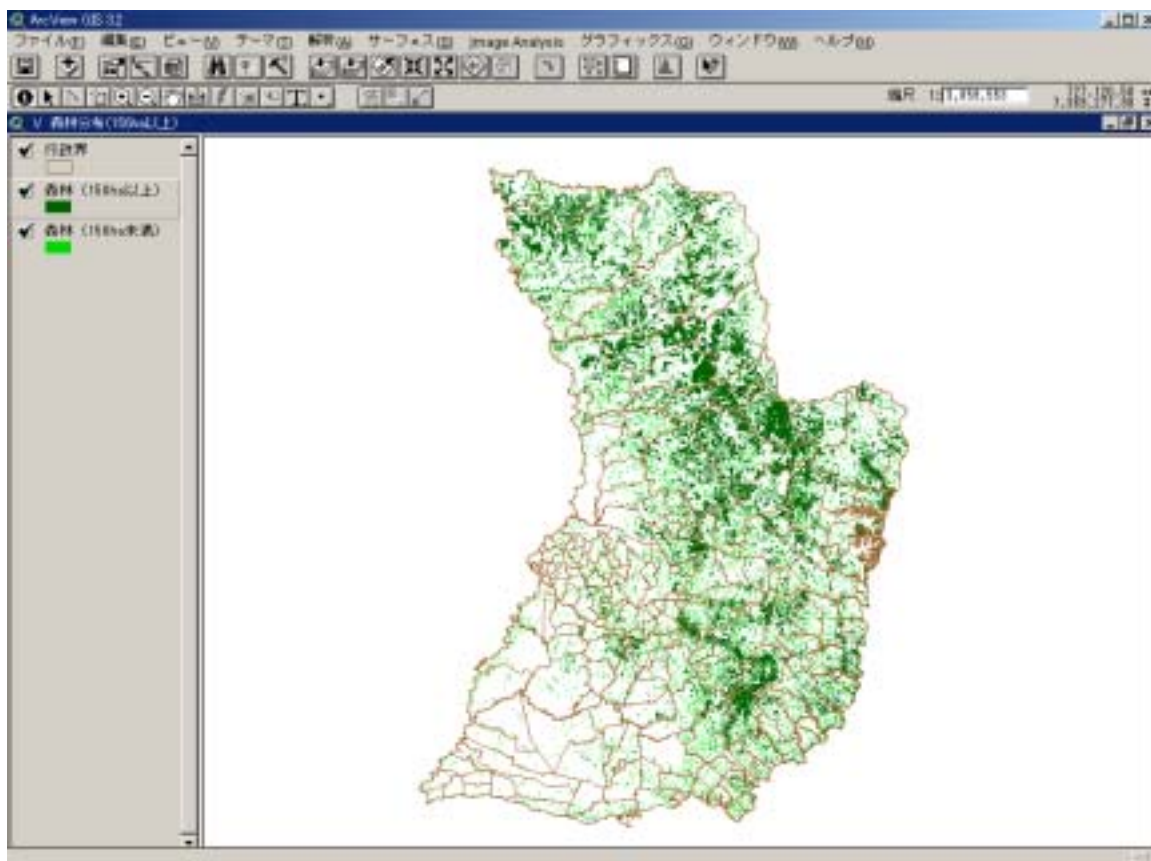 ArcView GIS 3.2
ファイル(F) 編集(E) ビュー(V) テーマ(T) 解析(A) サーフェス(S) Image Analysis グラフィックス(G) ウィンドウ(W) ヘルプ(H)
縮尺 1:
V 森林分布(150ha以上)
行政界
森林 (150ha以上)
森林 (150ha未満)